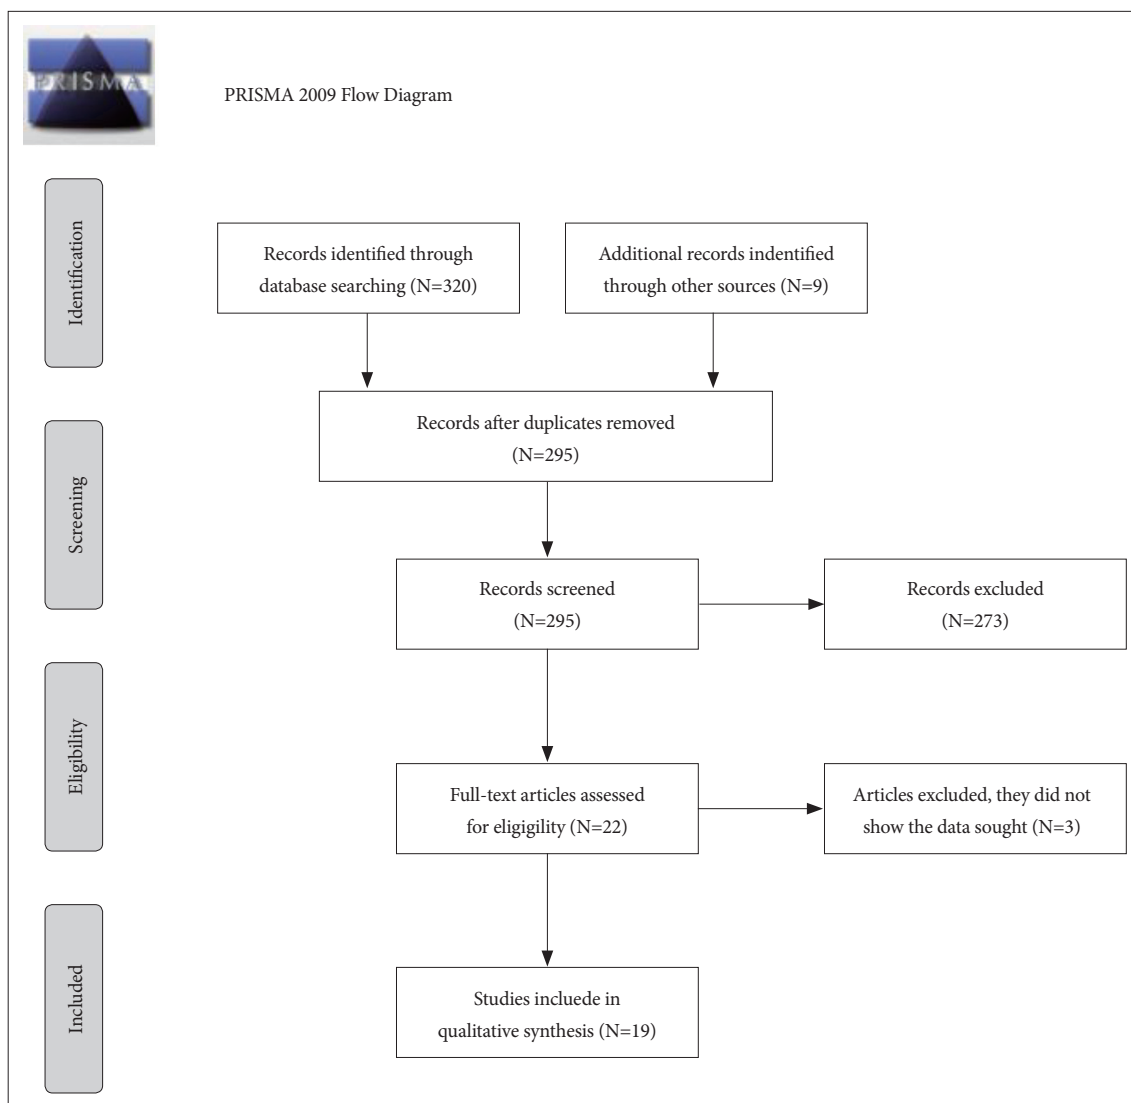 PRISMA
PRISMA 2009 Flow Diagram
Identification
Records identified through
database searching (N=320)
Additional records indentified
through other sources (N=9)
Records after duplicates removed
(N=295)
Screening
Records screened
(N=295)
Records excluded
(N=273)
Eligibility
Full-text articles assessed
for eligigility (N=22)
Articles excluded, they did not
show the data sought (N=3)
Included
Studies incluede in
qualitative synthesis (N=19)